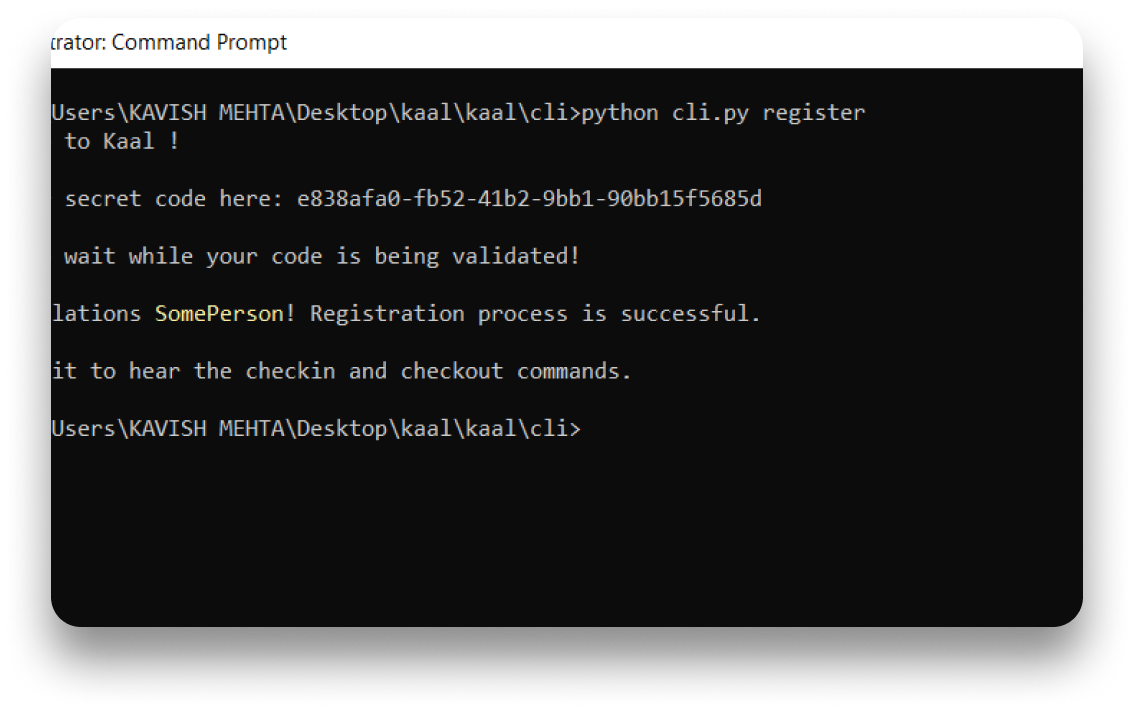 trator: Command Prompt
Users\KAVISH MEHTA\Desktop\kaal\kaal\cli>python cli.py register
to Kaal !
secret code here: e838afa0-fb52-41b2-9bb1-90bb15f5685d
wait while your code is being validated!
lations SomePerson! Registration process is successful.
it to hear the checkin and checkout commands.
Users\KAVISH MEHTA\Desktop\kaal\kaal\cli>